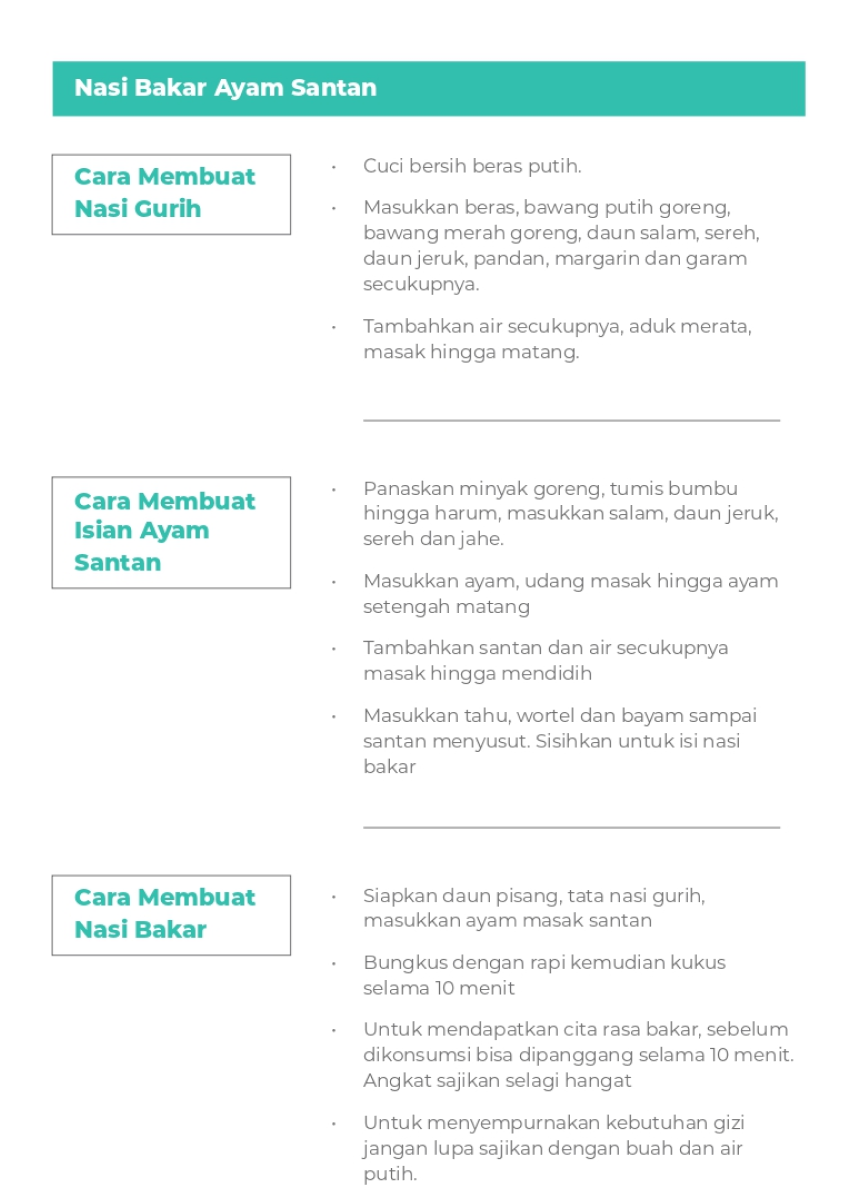 Nasi Bakar Ayam Santan
Cara Membuat
Nasi Gurih
• Cuci bersih beras putih.
• Masukkan beras, bawang putih goreng,
bawang merah goreng, daun salam, sereh,
daun jeruk, pandan, margarin dan garam
secukupnya.
• Tambahkan air secukupnya, aduk merata,
masak hingga matang.
Cara Membuat
Isian Ayam
Santan
• Panaskan minyak goreng, tumis bumbu
hingga harum, masukkan salam, daun jeruk,
sereh dan jahe.
• Masukkan ayam, udang masak hingga ayam
setengah matang
• Tambahkan santan dan air secukupnya
masak hingga mendidih
• Masukkan tahu, wortel dan bayam sampai
santan menyusut. Sisihkan untuk isi nasi
bakar
Cara Membuat
Nasi Bakar
• Siapkan daun pisang, tata nasi gurih,
masukkan ayam masak santan
• Bungkus dengan rapi kemudian kukus
selama 10 menit
• Untuk mendapatkan cita rasa bakar, sebelum
dikonsumsi bisa dipanggang selama 10 menit.
Angkat sajikan selagi hangat
• Untuk menyempurnakan kebutuhan gizi
jangan lupa sajikan dengan buah dan air
putih.